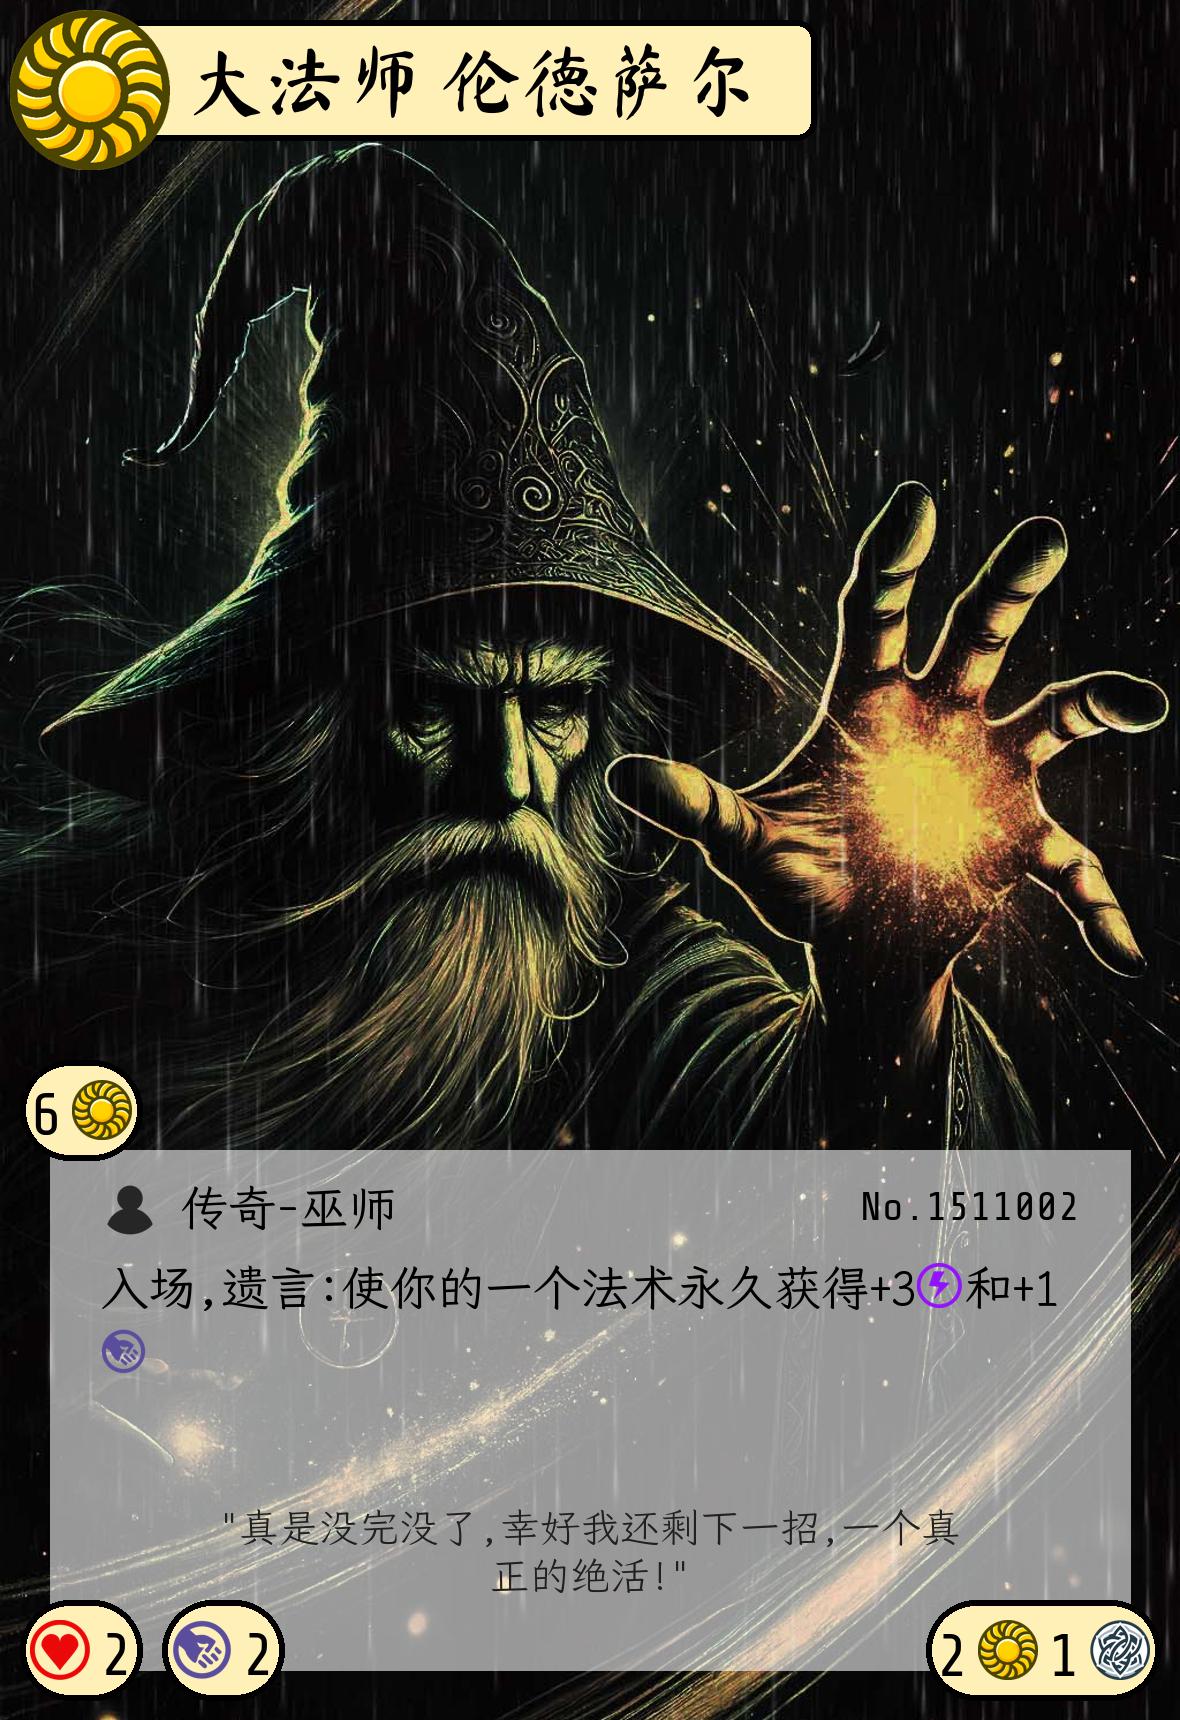 大法师 伦德萨尔
6
传奇-巫师
No.1511002
入场,遗言:使你的一个法术永久获得+3和+1
"真是没完没了,幸好我还剩下一招,一个真
正的绝活!"
2 2 2 1